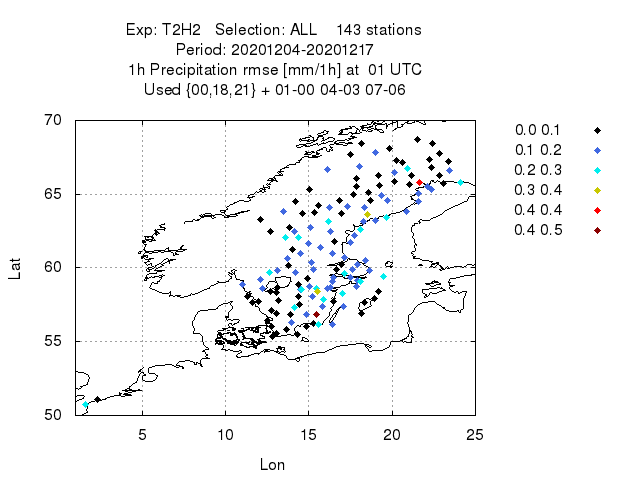 Exp: T2H2 Selection: ALL 143 stations
Period: 20201204-20201217
1h Precipitation rmse [mm/1h] at 01 UTC
Used {00,18,21} + 01-00 04-03 07-06
70
65
60
55
50
Lat
5 10 15 20 25
Lon
0.0 0.1
0.1 0.2
0.2 0.3
0.3 0.4
0.4 0.4
0.4 0.5